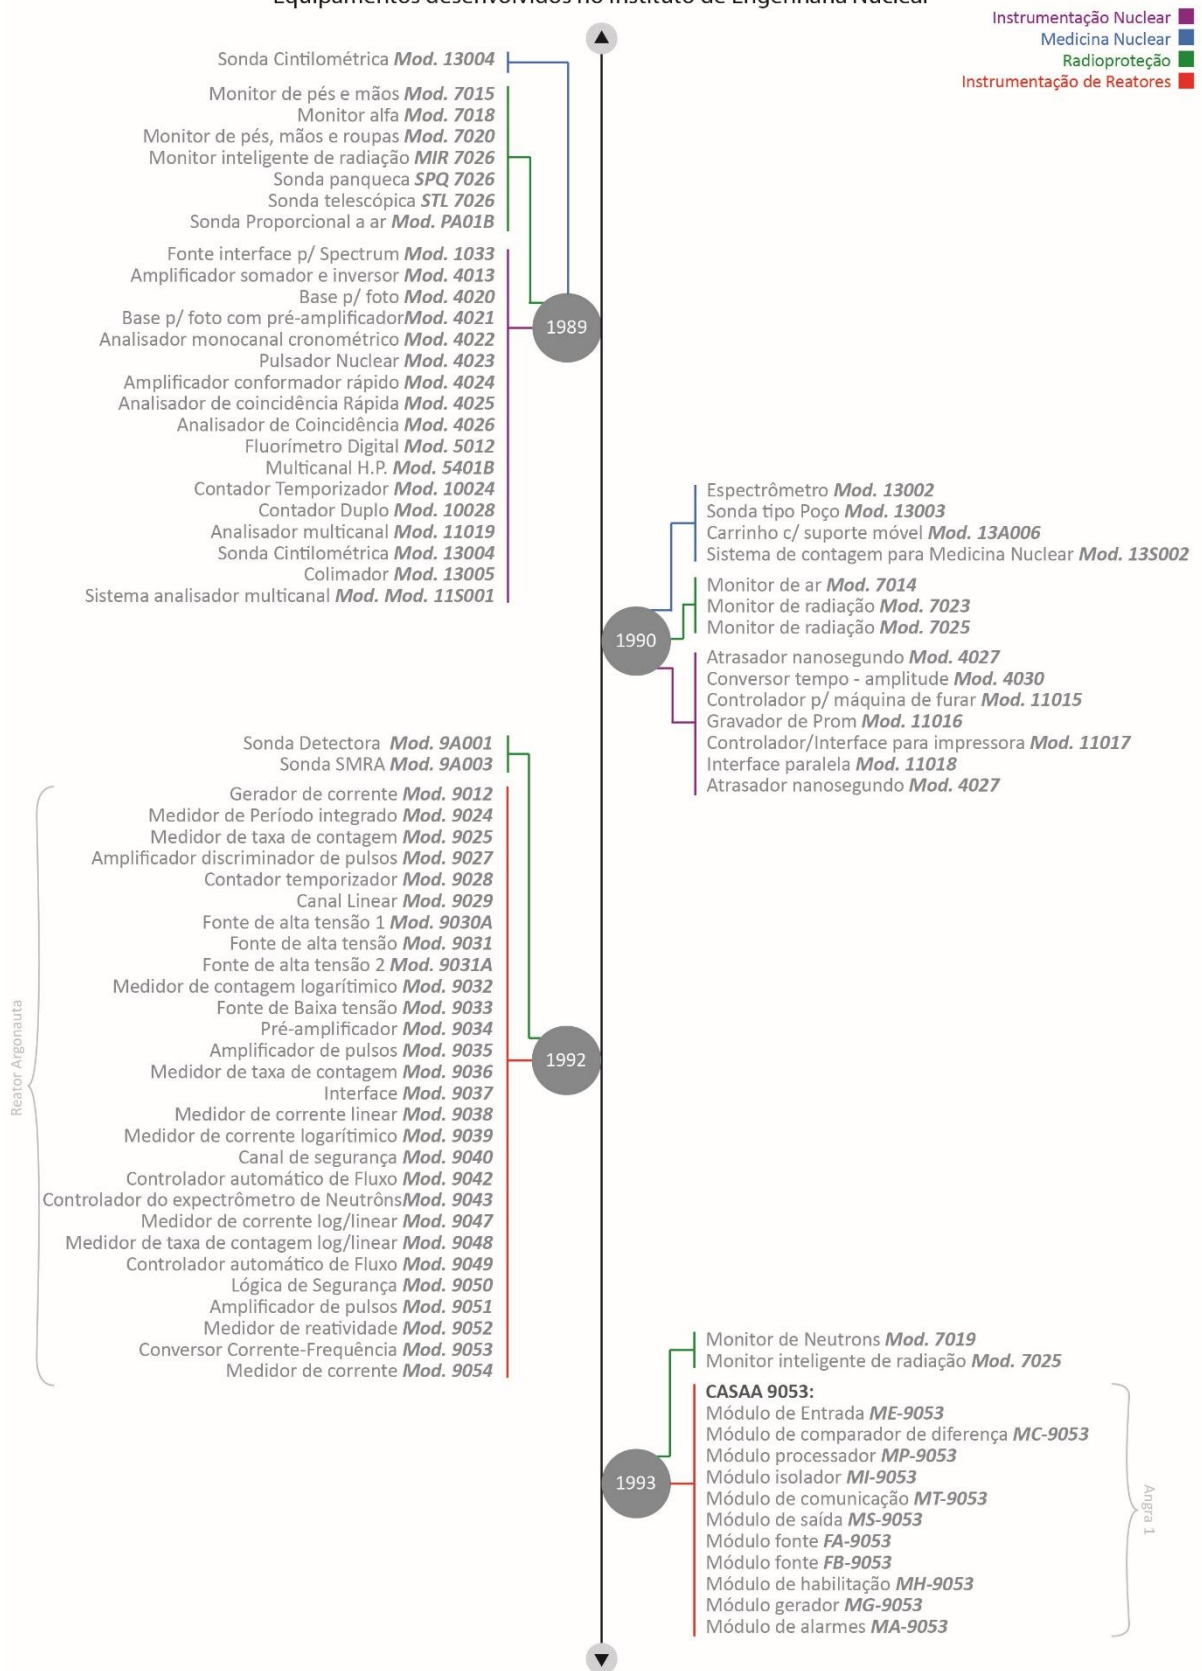 Equipamentos desenvolvidos no Instituto de Engenharia Nuclear
Instrumentação Nuclear
Medicina Nuclear
Radioproteção
Instrumentação de Reatores
Sonda Cintilométrica Mod. 13004
Monitor de pés e mãos Mod. 7015
Monitor alfa Mod. 7018
Monitor de pés, mãos e roupas Mod. 7020
Monitor inteligente de radiação MIR 7026
Sonda panqueca SPQ 7026
Sonda telescópica STL 7026
Sonda Proporcional a ar Mod. PA01B
Fonte interface p/ Spectrum Mod. 1033
Amplificador somador e inversor Mod. 4013
Base p/ foto Mod. 4020
Base p/ foto com pré-amplificadorMod. 4021
Analisador monocanal cronométrico Mod. 4022
Pulsador Nuclear Mod. 4023
Amplificador conformador rápido Mod. 4024
Analisador de coincidência Rápida Mod. 4025
Analisador de Coincidência Mod. 4026
Fluorímetro Digital Mod. 5012
Multicanal H.P. Mod. 5401B
Contador Temporizador Mod. 10024
Contador Duplo Mod. 10028
Analisador multicanal Mod. 11019
Sonda Cintilométrica Mod. 13004
Colimador Mod. 13005
Sistema analisador multicanal Mod. Mod. 11S001
1989
Espectrômetro Mod. 13002
Sonda tipo Poço Mod. 13003
Carrinho c/ suporte móvel Mod. 13A006
Sistema de contagem para Medicina Nuclear Mod. 13S002
Monitor de ar Mod. 7014
Monitor de radiação Mod. 7023
Monitor de radiação Mod. 7025
1990
Atrasador nanosegundo Mod. 4027
Conversor tempo - amplitude Mod. 4030
Controlador p/ máquina de furar Mod. 11015
Gravador de Prom Mod. 11016
Controlador/Interface para impressora Mod. 11017
Interface paralela Mod. 11018
Atrasador nanosegundo Mod. 4027
Sonda Detectora Mod. 9A001
Sonda SMRA Mod. 9A003
Gerador de corrente Mod. 9012
Medidor de Período integrado Mod. 9024
Medidor de taxa de contagem Mod. 9025
Amplificador discriminador de pulsos Mod. 9027
Contador temporizador Mod. 9028
Canal Linear Mod. 9029
Fonte de alta tensão 1 Mod. 9030A
Fonte de alta tensão Mod. 9031
Fonte de alta tensão 2 Mod. 9031A
Medidor de contagem logarítimico Mod. 9032
Fonte de Baixa tensão Mod. 9033
Pré-amplificador Mod. 9034
Amplificador de pulsos Mod. 9035
Medidor de taxa de contagem Mod. 9036
Interface Mod. 9037
Medidor de corrente linear Mod. 9038
Medidor de corrente logarítimico Mod. 9039
Canal de segurança Mod. 9040
Controlador automático de Fluxo Mod. 9042
Controlador do expectrômetro de NeutrônsMod. 9043
Medidor de corrente log/linear Mod. 9047
Medidor de taxa de contagem log/linear Mod. 9048
Controlador automático de Fluxo Mod. 9049
Lógica de Segurança Mod. 9050
Amplificador de pulsos Mod. 9051
Medidor de reatividade Mod. 9052
Conversor Corrente-Frequência Mod. 9053
Medidor de corrente Mod. 9054
Reator Argonauta
1992
Monitor de Neutrons Mod. 7019
Monitor inteligente de radiação Mod. 7025
1993
CASAA 9053:
Módulo de Entrada ME-9053
Módulo de comparador de diferença MC-9053
Módulo processador MP-9053
Módulo isolador MI-9053
Módulo de comunicação MT-9053
Módulo de saída MS-9053
Módulo fonte FA-9053
Módulo fonte FB-9053
Módulo de habilitação MH-9053
Módulo gerador MG-9053
Módulo de alarmes MA-9053
Angra 1